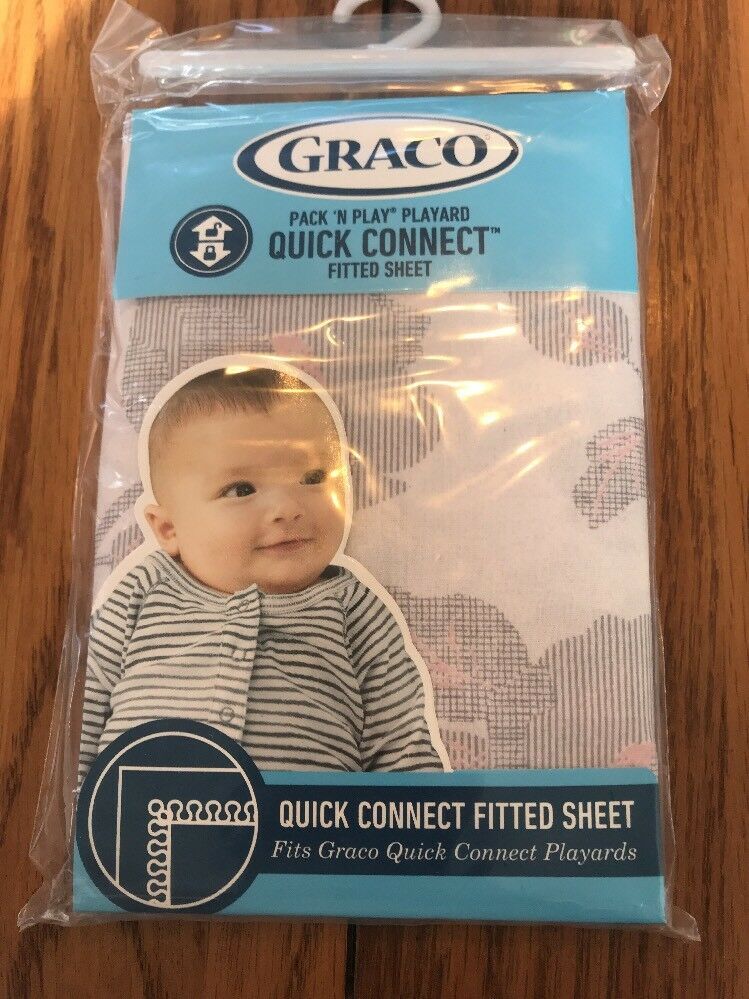 GRACO
PACK 'N PLAY® PLAYARD
QUICK CONNECT™
FITTED SHEET
QUICK CONNECT FITTED SHEET
Fits Graco Quick Connect Playards